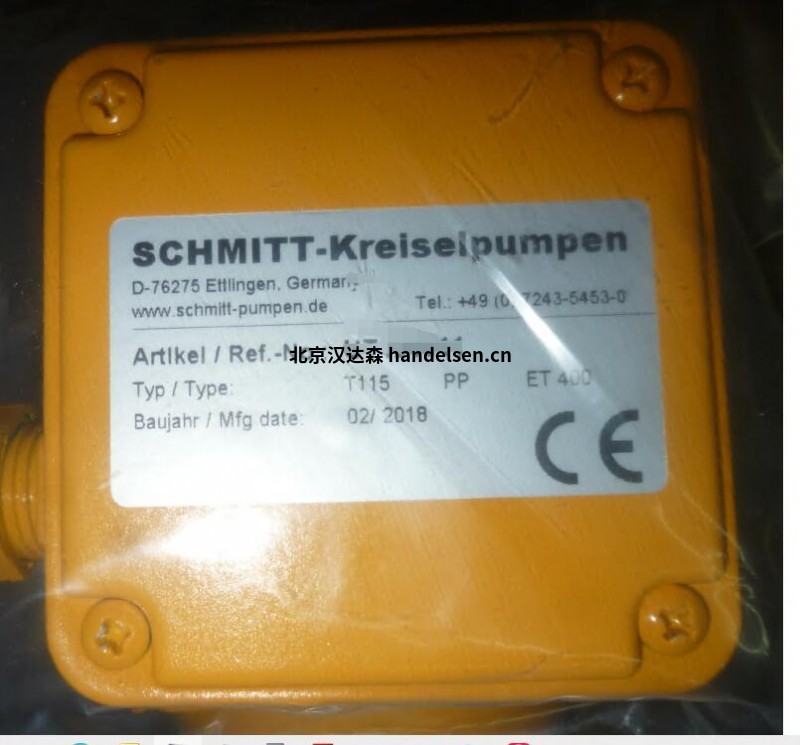 SCHMITT-Kreiselpumpen
D-76275 Ettlingen, Germany
www.schmitt-pumpen.de Tel.: +49 (0) 7243-5453-0
Artikel / Ref.-N
北京汉达森 handelsen.cn
Typ / Type: T115 PP ET 400
Baujahr / Mfg date: 02/ 2018
CE